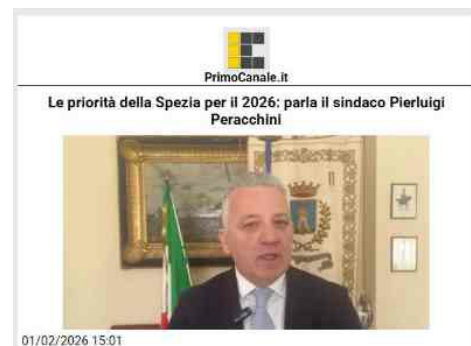 PrimoCanale.it
Le priorità della Spezia per il 2026: parla il sindaco Pierluigi
Peracchini
01/02/2026 15:01